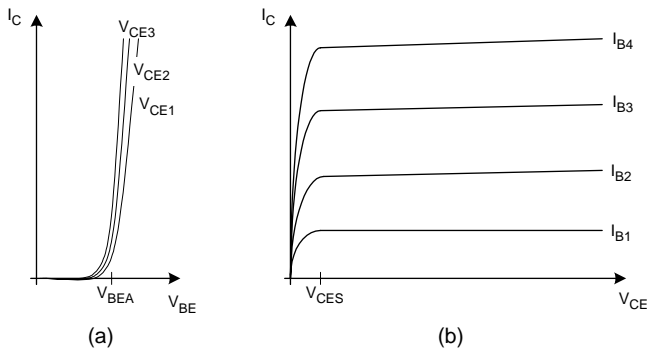 I_C
V_CE3
V_CE2
V_CE1
V_BEA
V_BE
(a)
I_C
I_B4
I_B3
I_B2
I_B1
V_CES
V_CE
(b)